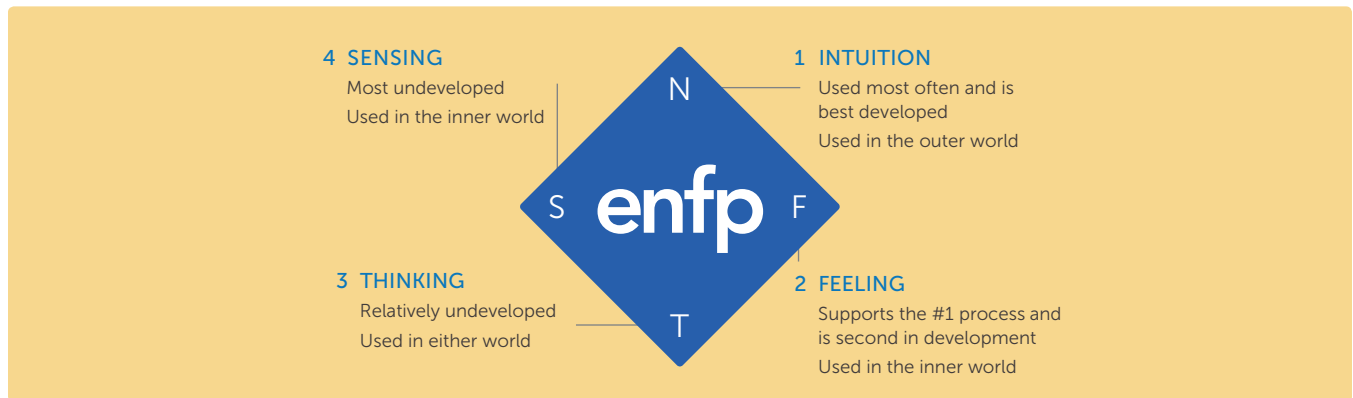 4 SENSING
Most undeveloped
Used in the inner world
N
1 INTUITION
Used most often and is
best developed
Used in the outer world
S
enfp
F
3 THINKING
Relatively undeveloped
Used in either world
T
2 FEELING
Supports the #1 process and
is second in development
Used in the inner world